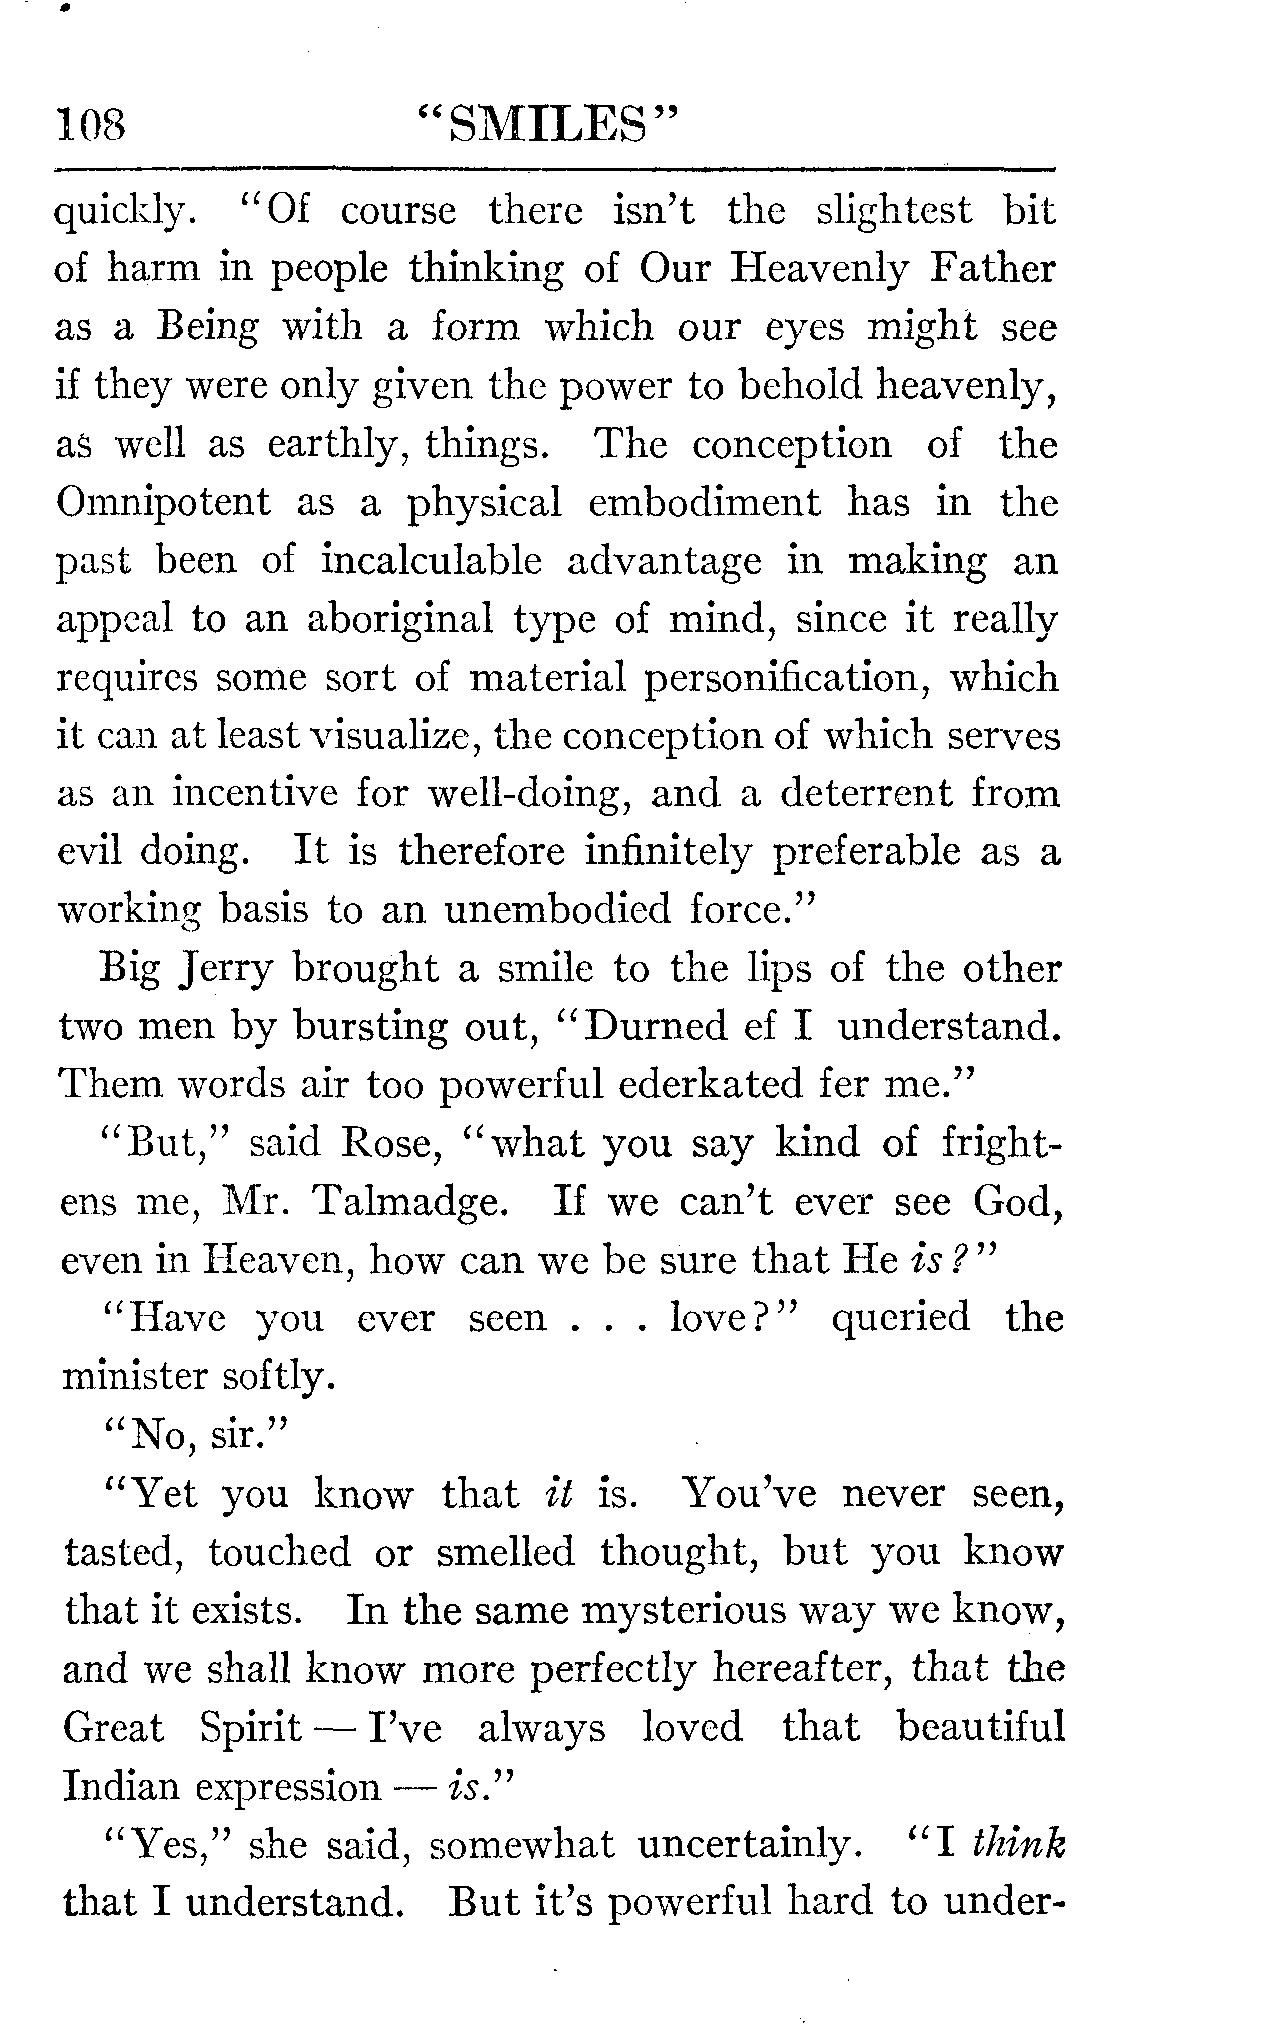 108 "SMILES"
quickly. "Of course there isn't the slightest bit
of harm in people thinking of Our Heavenly Father
as a Being with a form which our eyes might see
if they were only given the power to behold heavenly,
as well as earthly, things. The conception of the
Omnipotent as a physical embodiment has in the
past been of incalculable advantage in making an
appeal to an aboriginal type of mind, since it really
requires some sort of material personification, which
it can at least visualize, the conception of which serves
as an incentive for well-doing, and a deterrent from
evil doing. It is therefore infinitely preferable as a
working basis to an unembodied force."
Big Jerry brought a smile to the lips of the other
two men by bursting out, "Durned ef I understand.
Them words air too powerful ederkated fer me."
"But," said Rose, "what you say kind of fright-
ens me, Mr. Talmadge. If we can't ever see God,
even in Heaven, how can we be sure that He is?"
"Have you ever seen . . . love?" queried the
minister softly.
"No, sir."
"Yet you know that it is. You've never seen,
tasted, touched or smelled thought, but you know
that it exists. In the same mysterious way we know,
and we shall know more perfectly hereafter, that the
Great Spirit — I've always loved that beautiful
Indian expression — is."
"Yes," she said, somewhat uncertainly. "I think
that I understand. But it's powerful hard to under-